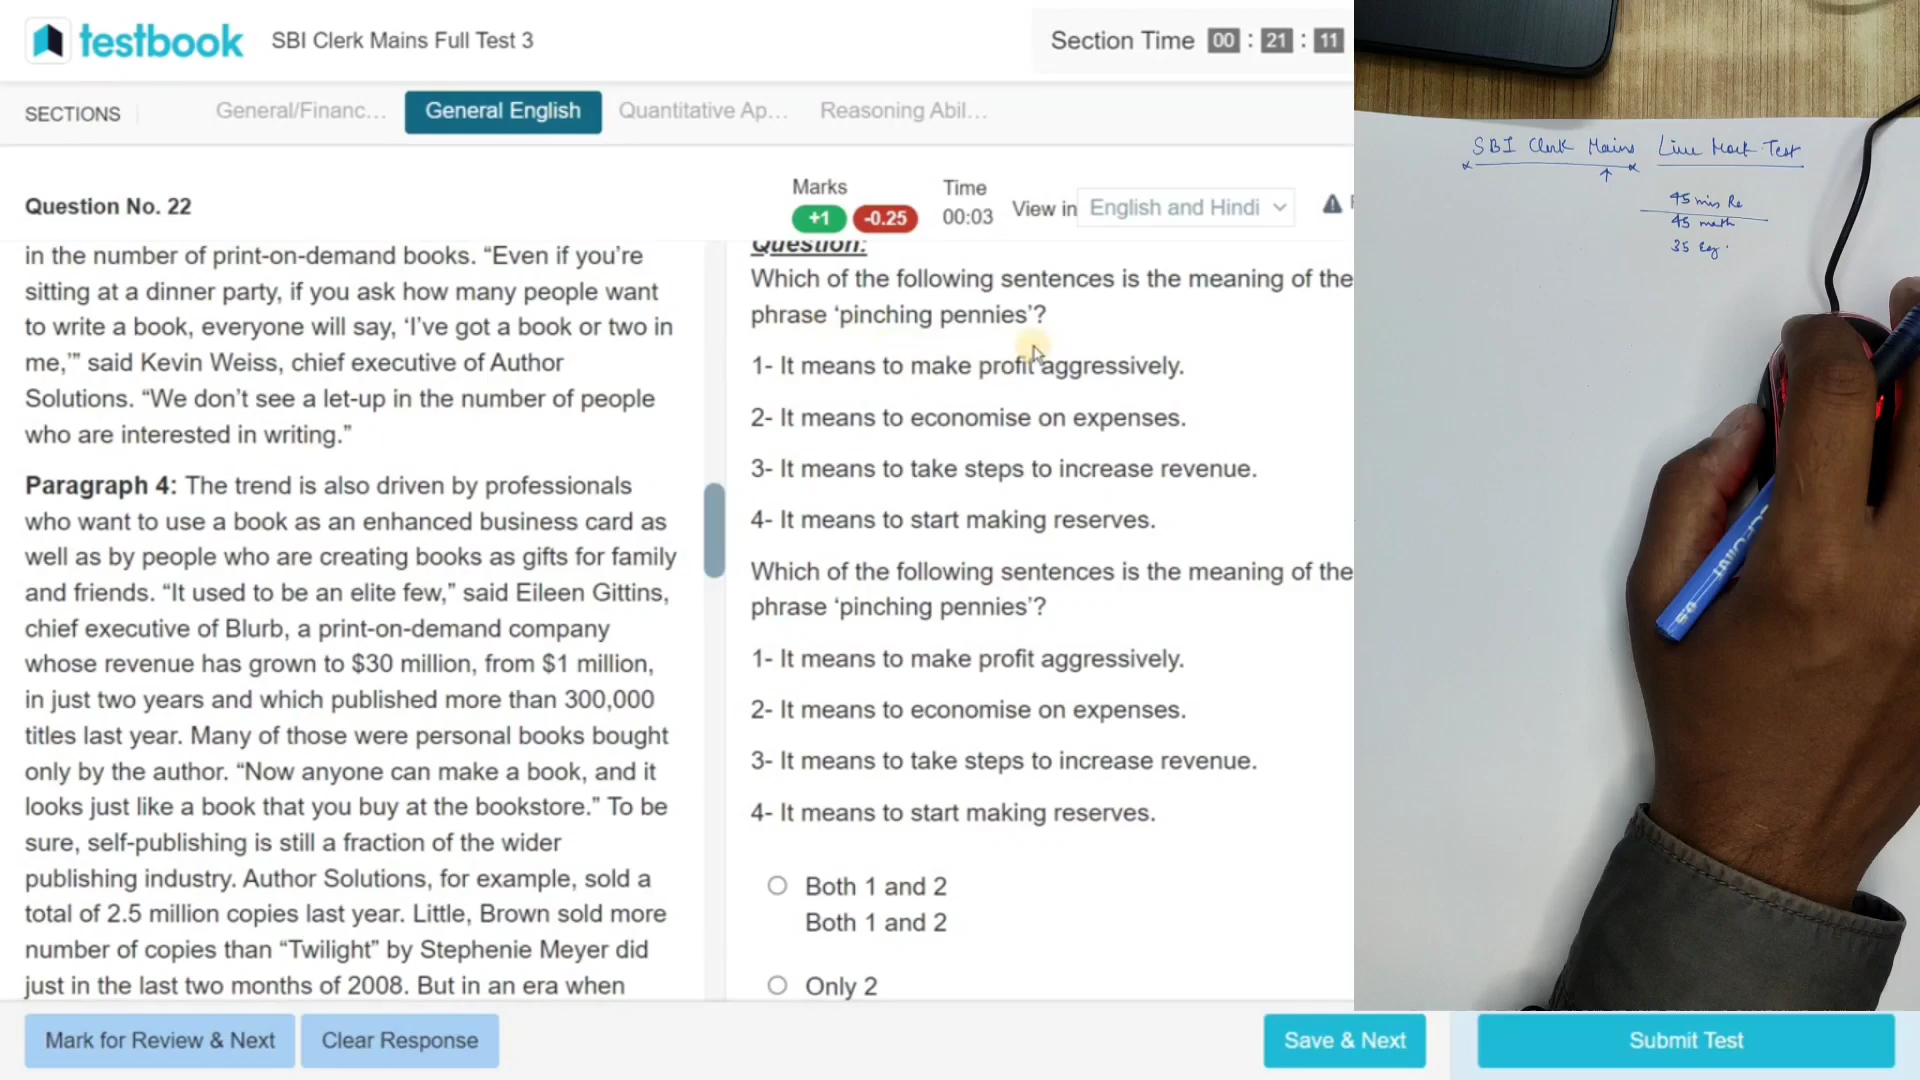 testbook
SBI Clerk Mains Full Test 3
Section Time 00 : 21 : 11
SECTIONS
General/Financ...
General English
Quantitative Ap...
Reasoning Abil...
Question No. 22
Marks
+1 -0.25
Time
00:03
View in English and Hindi
in the number of print-on-demand books. “Even if you’re
sitting at a dinner party, if you ask how many people want
to write a book, everyone will say, ‘I’ve got a book or two in
me,’” said Kevin Weiss, chief executive of Author
Solutions. “We don’t see a let-up in the number of people
who are interested in writing.”
Paragraph 4: The trend is also driven by professionals
who want to use a book as an enhanced business card as
well as by people who are creating books as gifts for family
and friends. “It used to be an elite few,” said Eileen Gittins,
chief executive of Blurb, a print-on-demand company
whose revenue has grown to $30 million, from $1 million,
in just two years and which published more than 300,000
titles last year. Many of those were personal books bought
only by the author. “Now anyone can make a book, and it
looks just like a book that you buy at the bookstore.” To be
sure, self-publishing is still a fraction of the wider
publishing industry. Author Solutions, for example, sold a
total of 2.5 million copies last year. Little, Brown sold more
number of copies than “Twilight” by Stephenie Meyer did
just in the last two months of 2008. But in an era when
Question:
Which of the following sentences is the meaning of the
phrase ‘pinching pennies’?
1- It means to make profit aggressively.
2- It means to economise on expenses.
3- It means to take steps to increase revenue.
4- It means to start making reserves.
Which of the following sentences is the meaning of the
phrase ‘pinching pennies’?
1- It means to make profit aggressively.
2- It means to economise on expenses.
3- It means to take steps to increase revenue.
4- It means to start making reserves.
Both 1 and 2
Both 1 and 2
Only 2
Mark for Review & Next
Clear Response
Save & Next
Submit Test
SBI Clerk Mains Live Mock Test
45 min Re
45 math
35 Eng.